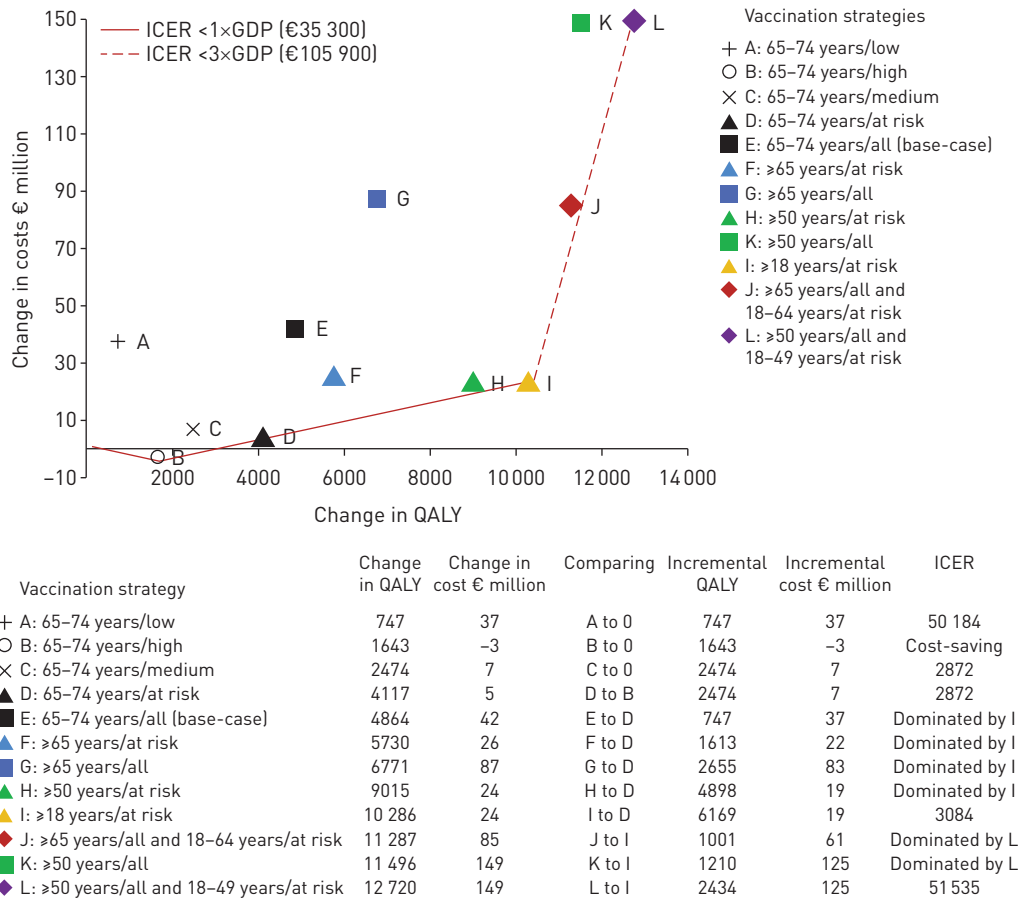 150
130
110
90
70
50
30
10
–10
Change in costs € million
ICER <1×GDP (€35 300)
ICER <3×GDP (€105 900)
A
B
C
D
E
F
G
H
I
J
K
L
2000 4000 6000 8000 10 000 12 000 14 000
Change in QALY
Vaccination strategies
A: 65–74 years/low
B: 65–74 years/high
C: 65–74 years/medium
D: 65–74 years/at risk
E: 65–74 years/all (base-case)
F: ≥65 years/at risk
G: ≥65 years/all
H: ≥50 years/at risk
K: ≥50 years/all
I: ≥18 years/at risk
J: ≥65 years/all and
18–64 years/at risk
L: ≥50 years/all and
18–49 years/at risk
Vaccination strategy Change in QALY Change in cost € million Comparing Incremental QALY Incremental cost € million ICER
A: 65–74 years/low 747 37 A to 0 747 37 50 184
B: 65–74 years/high 1643 –3 B to 0 1643 –3 Cost-saving
C: 65–74 years/medium 2474 7 C to 0 2474 7 2872
D: 65–74 years/at risk 4117 5 D to B 2474 7 2872
E: 65–74 years/all (base-case) 4864 42 E to D 747 37 Dominated by I
F: ≥65 years/at risk 5730 26 F to D 1613 22 Dominated by I
G: ≥65 years/all 6771 87 G to D 2655 83 Dominated by I
H: ≥50 years/at risk 9015 24 H to D 4898 19 Dominated by I
I: ≥18 years/at risk 10 286 24 I to D 6169 19 3084
J: ≥65 years/all and 18–64 years/at risk 11 287 85 J to I 1001 61 Dominated by L
K: ≥50 years/all 11 496 149 K to I 1210 125 Dominated by L
L: ≥50 years/all and 18–49 years/at risk 12 720 149 L to I 2434 125 51 535